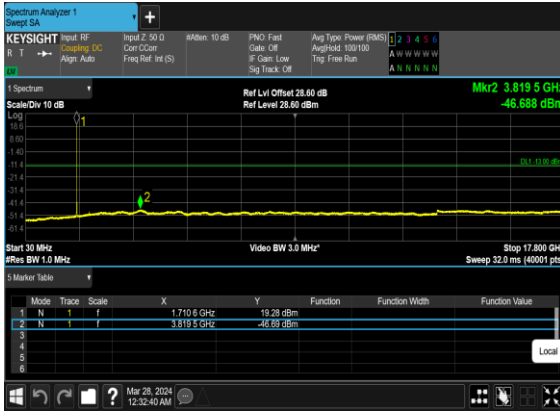 Spectrum Analyzer 1
Swept SA
KEYSIGHT Input: RF Input Z: 50 Ω #Atten: 10 dB PNO: Fast Avg Type: Power (RMS) 1 2 3 4 5 6
R T Coupling: DC Corr CCorr Gate: Off Avg|Hold: 100/100 A W W W W W
Align: Auto Freq Ref: Int (S) IF Gain: Low Trig: Free Run
Sig Track: Off A N N N N N
1 Spectrum Ref Lvl Offset 28.60 dB Mkr2 3.819 5 GHz
Scale/Div 10 dB Ref Level 28.60 dBm -46.688 dBm
Log
18.6
8.60
-1.40
-11.4 DL1 -13.00 dBm
-21.4
-31.4
-41.4
-51.4
-61.4
1
2
Start 30 MHz Video BW 3.0 MHz* Stop 17.800 GHz
#Res BW 1.0 MHz Sweep 32.0 ms (40001 pts)
5 Marker Table
Mode Trace Scale X Y Function Function Width Function Value
1 N 1 f 1.710 6 GHz 19.28 dBm
2 N 1 f 3.819 5 GHz -46.69 dBm
3
4
5
6
Local
Mar 28, 2024
12:32:40 AM